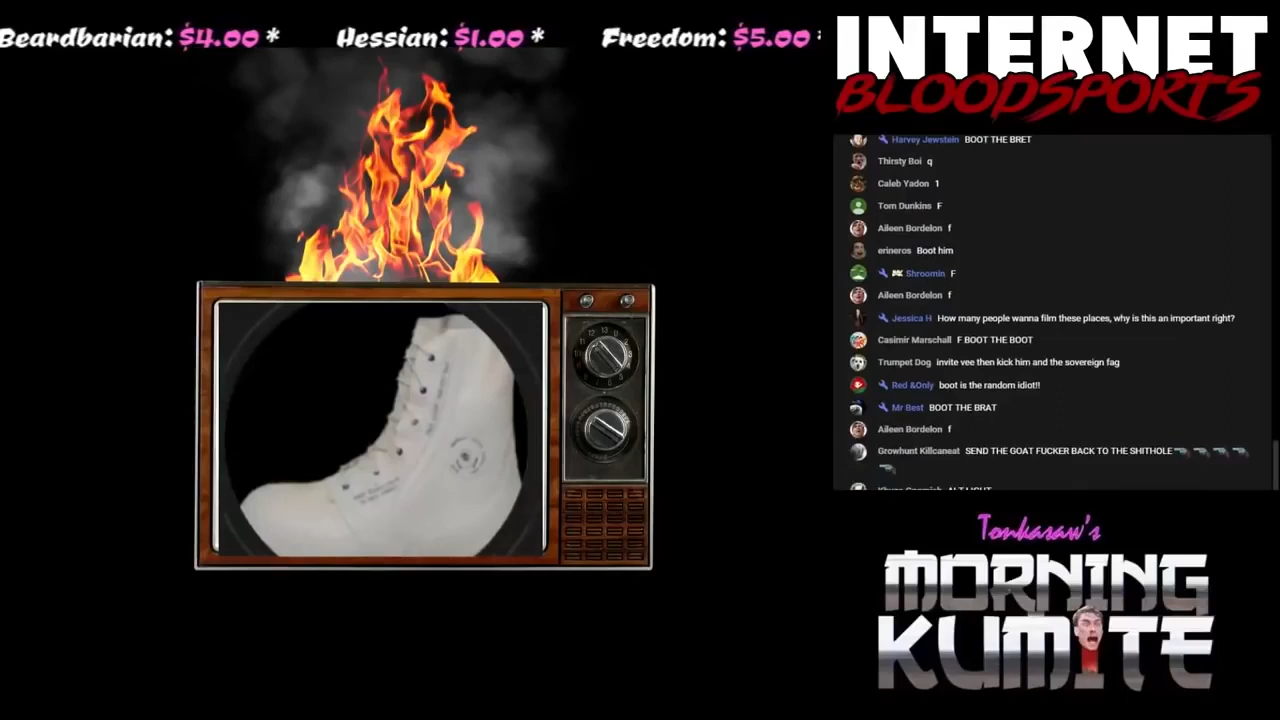 Beardbarian: $4.00 * Hessian: $1.00 * Freedom: $5.00
INTERNET
BLOODSPORTS
Harvey Jewstein BOOT THE BRET
Thirsty Boi q
Caleb Yadon 1
Tom Dunkins F
Aileen Bordelon f
erineros Boot him
Shroomin F
Aileen Bordelon f
Jessica H How many people wanna film these places, why is this an important right?
Casimir Marschall F BOOT THE BOOT
Trumpet Dog invite vee then kick him and the sovereign fag
Red &Only boot is the random idiot!!
Mr Best BOOT THE BRAT
Aileen Bordelon f
Growhunt Killcaneat SEND THE GOAT FUCKER BACK TO THE SHITHOLE
Tonkasaw's
MORNING
KUMITE